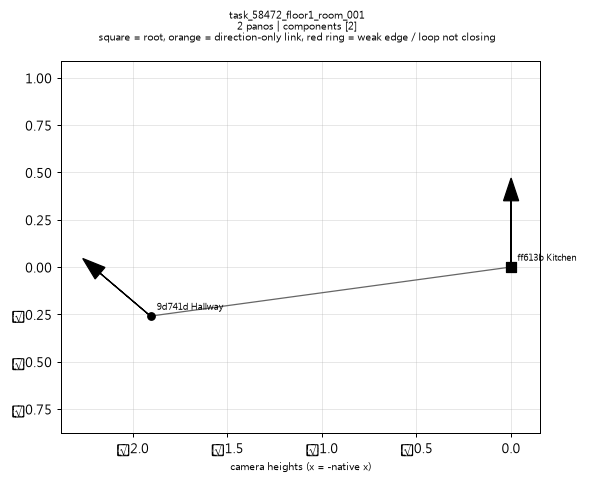 task_58472_floor1_room_001
2 panos | components [2]
square = root, orange = direction-only link, red ring = weak edge / loop not closing
1.00
0.75
0.50
ff613b Kitchen
0.25
0.00
9d741d Hallway
√0.25
√0.50
√0.75
√2.0 √1.5 √1.0 √0.5 0.0
camera heights (x = -native x)